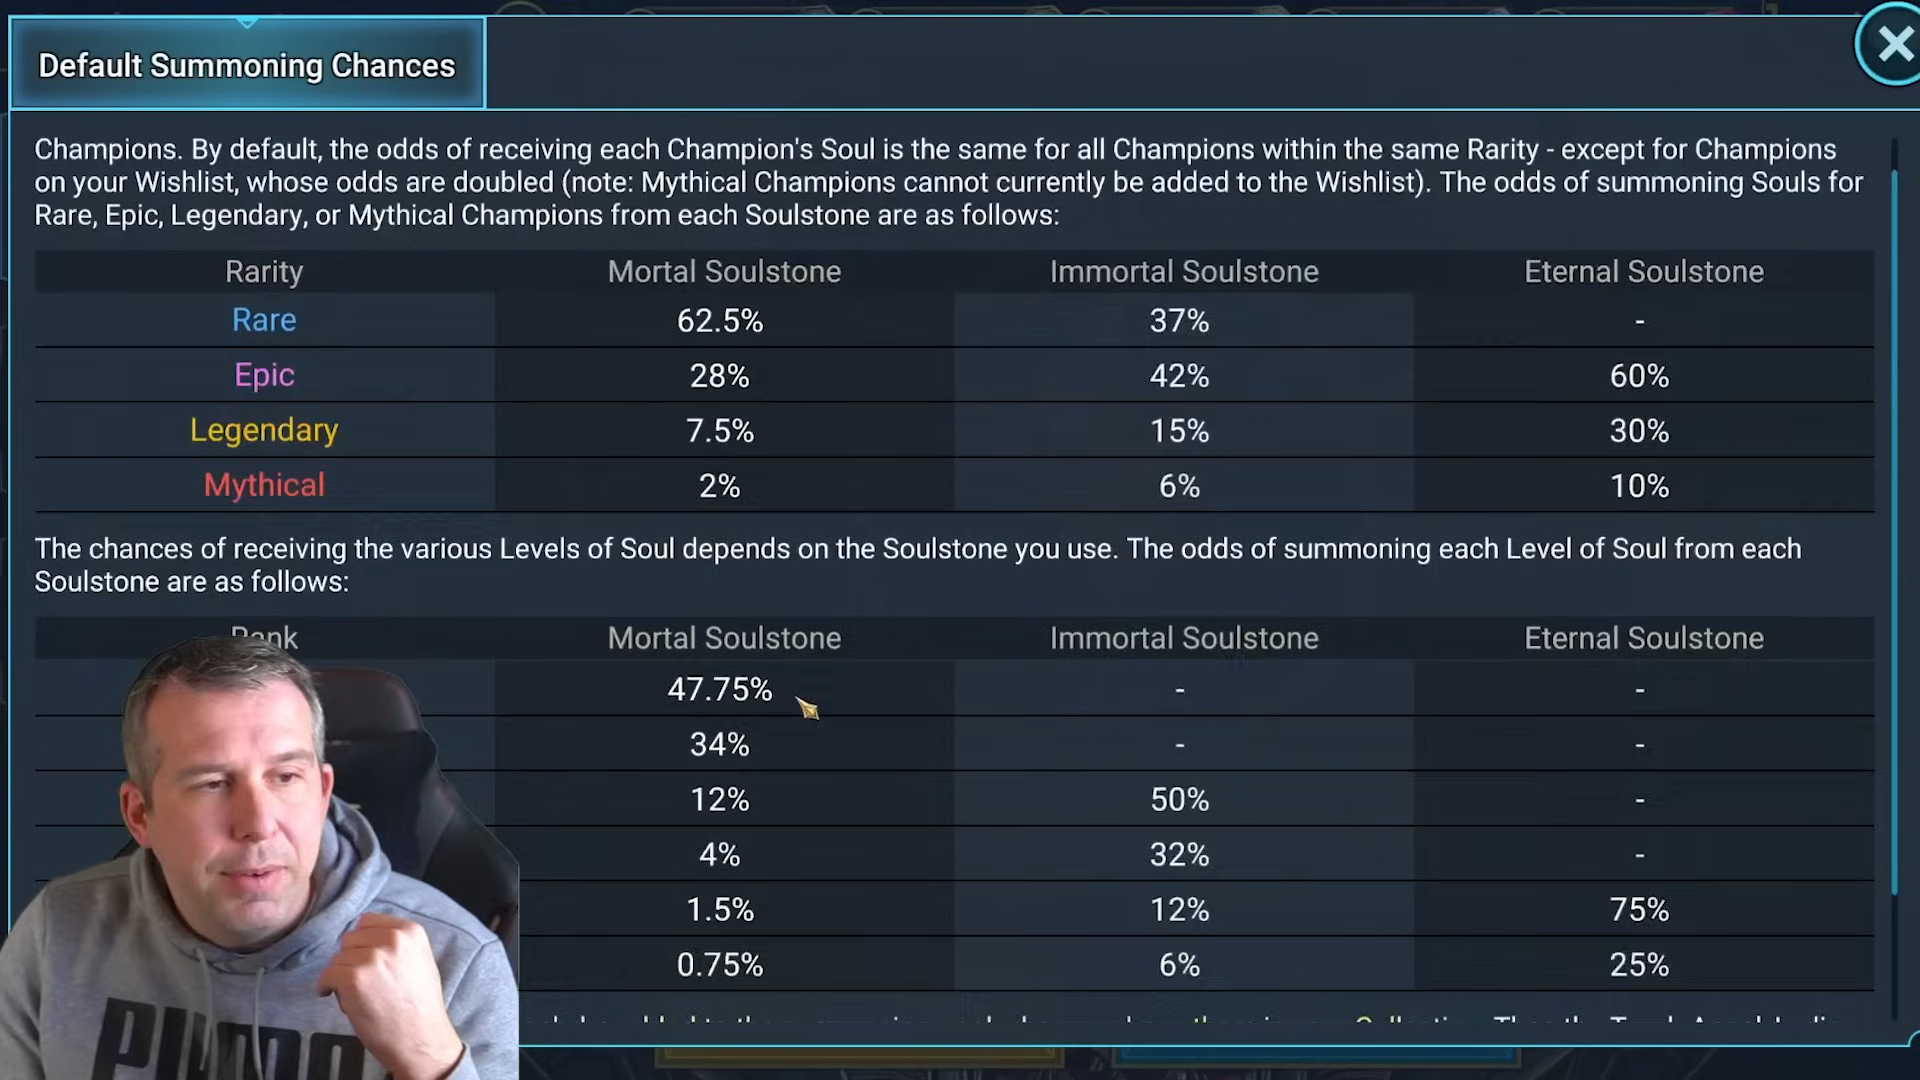 Default Summoning Chances
Champions. By default, the odds of receiving each Champion's Soul is the same for all Champions within the same Rarity - except for Champions
on your Wishlist, whose odds are doubled (note: Mythical Champions cannot currently be added to the Wishlist). The odds of summoning Souls for
Rare, Epic, Legendary, or Mythical Champions from each Soulstone are as follows:
Rarity Mortal Soulstone Immortal Soulstone Eternal Soulstone
Rare 62.5% 37% -
Epic 28% 42% 60%
Legendary 7.5% 15% 30%
Mythical 2% 6% 10%
The chances of receiving the various Levels of Soul depends on the Soulstone you use. The odds of summoning each Level of Soul from each
Soulstone are as follows:
Rank Mortal Soulstone Immortal Soulstone Eternal Soulstone
47.75% - -
34% - -
12% 50% -
4% 32% -
1.5% 12% 75%
0.75% 6% 25%
PUMA